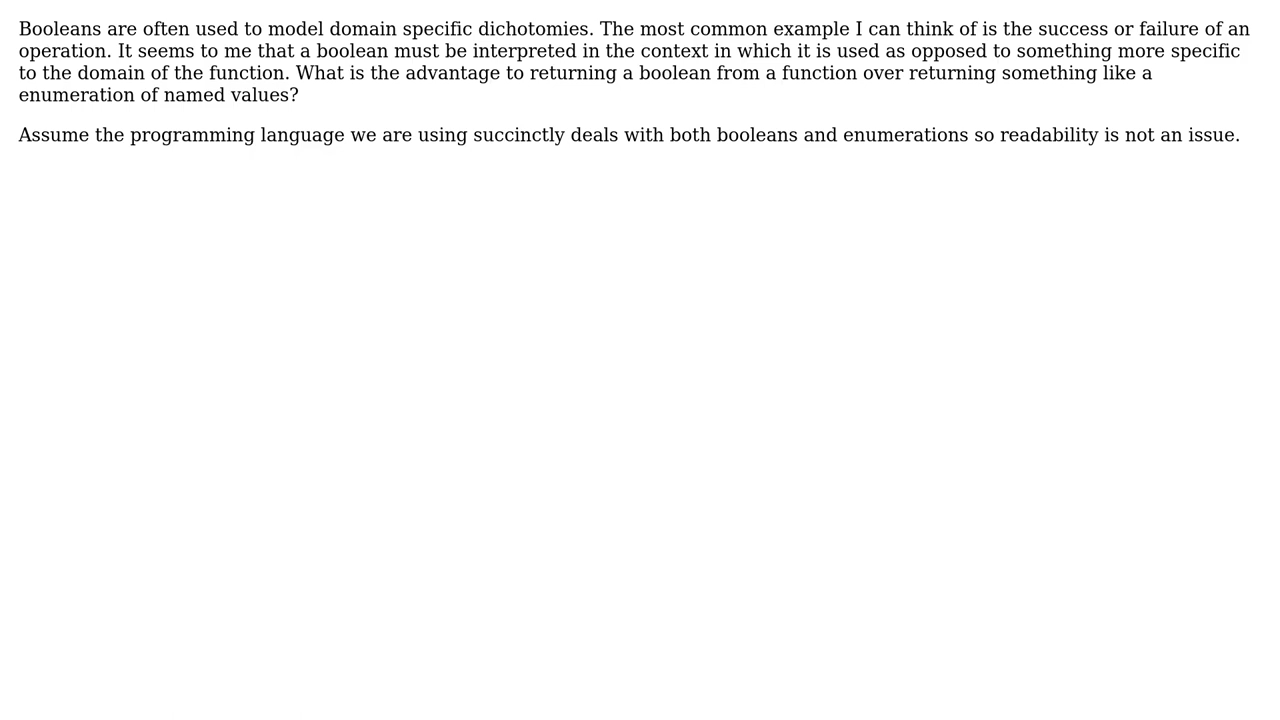 Booleans are often used to model domain specific dichotomies. The most common example I can think of is the success or failure of an
operation. It seems to me that a boolean must be interpreted in the context in which it is used as opposed to something more specific
to the domain of the function. What is the advantage to returning a boolean from a function over returning something like a
enumeration of named values?
Assume the programming language we are using succinctly deals with both booleans and enumerations so readability is not an issue.